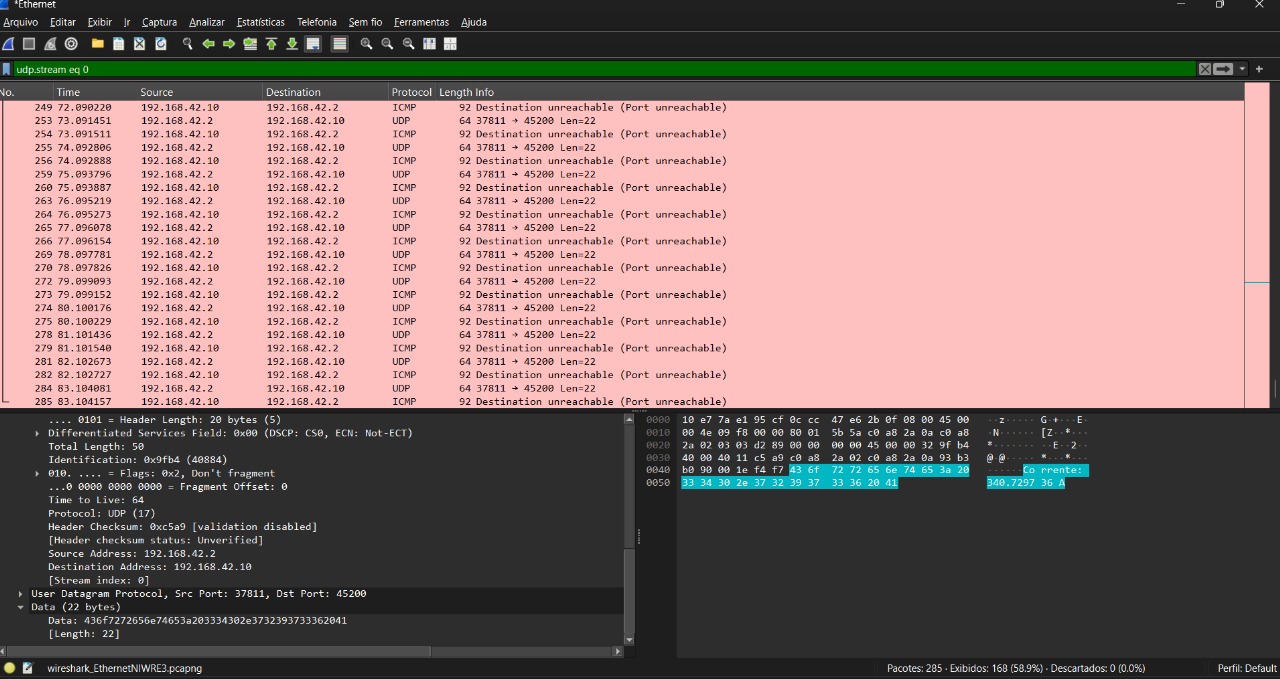 *Ethernet
Arquivo Editar Exibir Ir Captura Analizar Estatísticas Telefonia Sem fio Ferramentas Ajuda
udp.stream eq 0
No. Time Source Destination Protocol Length Info
249 72.090220 192.168.42.10 192.168.42.2 ICMP 92 Destination unreachable (Port unreachable)
253 73.091451 192.168.42.2 192.168.42.10 UDP 64 37811 → 45200 Len=22
254 73.091511 192.168.42.10 192.168.42.2 ICMP 92 Destination unreachable (Port unreachable)
255 74.092806 192.168.42.2 192.168.42.10 UDP 64 37811 → 45200 Len=22
256 74.092888 192.168.42.10 192.168.42.2 ICMP 92 Destination unreachable (Port unreachable)
259 75.093796 192.168.42.2 192.168.42.10 UDP 64 37811 → 45200 Len=22
260 75.093887 192.168.42.10 192.168.42.2 ICMP 92 Destination unreachable (Port unreachable)
263 76.095219 192.168.42.2 192.168.42.10 UDP 64 37811 → 45200 Len=22
264 76.095273 192.168.42.10 192.168.42.2 ICMP 92 Destination unreachable (Port unreachable)
265 77.096078 192.168.42.2 192.168.42.10 UDP 64 37811 → 45200 Len=22
266 77.096154 192.168.42.10 192.168.42.2 ICMP 92 Destination unreachable (Port unreachable)
269 78.097781 192.168.42.2 192.168.42.10 UDP 64 37811 → 45200 Len=22
270 78.097826 192.168.42.10 192.168.42.2 ICMP 92 Destination unreachable (Port unreachable)
272 79.099093 192.168.42.2 192.168.42.10 UDP 64 37811 → 45200 Len=22
273 79.099152 192.168.42.10 192.168.42.2 ICMP 92 Destination unreachable (Port unreachable)
274 80.100176 192.168.42.2 192.168.42.10 UDP 64 37811 → 45200 Len=22
275 80.100229 192.168.42.10 192.168.42.2 ICMP 92 Destination unreachable (Port unreachable)
278 81.101436 192.168.42.2 192.168.42.10 UDP 64 37811 → 45200 Len=22
279 81.101540 192.168.42.10 192.168.42.2 ICMP 92 Destination unreachable (Port unreachable)
281 82.102673 192.168.42.2 192.168.42.10 UDP 64 37811 → 45200 Len=22
282 82.102727 192.168.42.10 192.168.42.2 ICMP 92 Destination unreachable (Port unreachable)
284 83.104081 192.168.42.2 192.168.42.10 UDP 64 37811 → 45200 Len=22
285 83.104157 192.168.42.10 192.168.42.2 ICMP 92 Destination unreachable (Port unreachable)
.... 0101 = Header Length: 20 bytes (5)
Differentiated Services Field: 0x00 (DSCP: CS0, ECN: Not-ECT)
Total Length: 50
Identification: 0x9fb4 (40884)
010. .... = Flags: 0x2, Don't fragment
...0 0000 0000 0000 = Fragment Offset: 0
Time to Live: 64
Protocol: UDP (17)
Header Checksum: 0xc5a9 [validation disabled]
[Header checksum status: Unverified]
Source Address: 192.168.42.2
Destination Address: 192.168.42.10
[Stream index: 0]
User Datagram Protocol, Src Port: 37811, Dst Port: 45200
Data (22 bytes)
Data: 436f7272656e74653a203334302e3732393733362041
[Length: 22]
0000 10 e7 7a e1 95 cf 0c cc 47 e6 2b 0f 08 00 45 00 ··z····· G·+···E·
0010 00 4e 09 f8 00 00 80 01 5b 5a c0 a8 2a 0a c0 a8 ·N······ [Z··*···
0020 2a 02 03 03 d2 89 00 00 00 00 45 00 00 32 9f b4 *······· ··E··2··
0030 40 00 40 11 c5 a9 c0 a8 2a 02 c0 a8 2a 0a 93 b3 @·@····· *···*···
0040 b0 90 00 1e f4 f7 43 6f 72 72 65 6e 74 65 3a 20 ······Co rrente:
0050 33 34 30 2e 37 32 39 37 33 36 20 41 340.7297 36 A
wireshark_EthernetNIWRE3.pcapng Pacotes: 285 · Exibidos: 168 (58.9%) · Descartados: 0 (0.0%) Perfil: Default